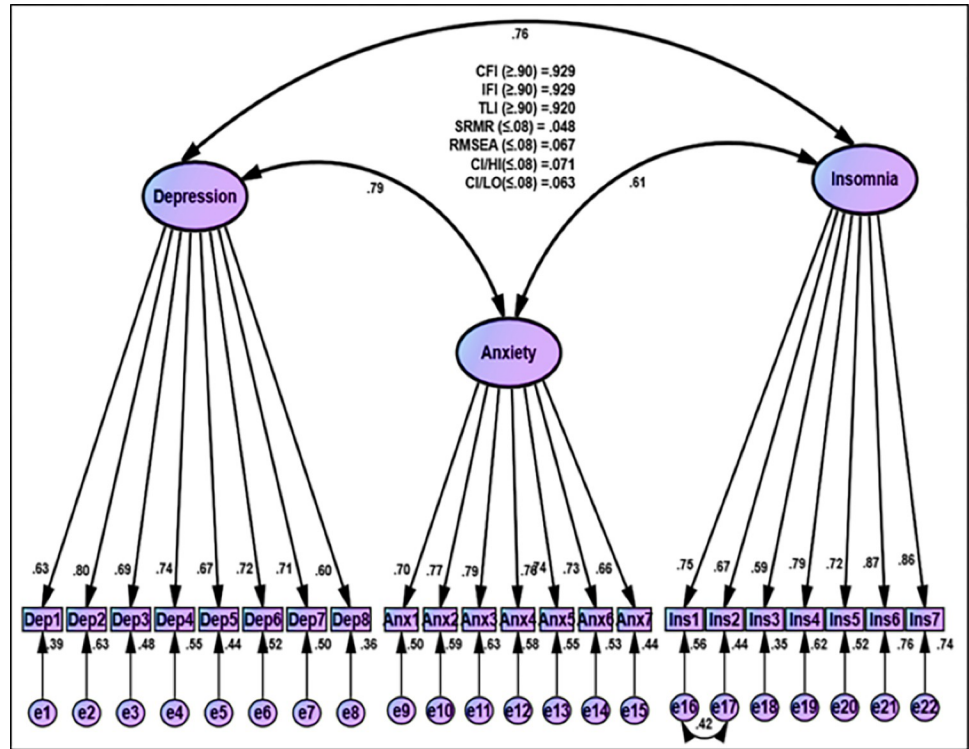 .76
CFI (≥.90) =.929
IFI (≥.90) =.929
TLI (≥.90) =.920
SRMR (≤.08) = .048
RMSEA (≤.08) =.067
CI/HI(≤.08) =.071
CI/LO(≤.08) =.063
Depression
.79
.61
Insomnia
Anxiety
.63 .80 .69 .74 .67 .72 .71 .60 .70 .77 .79 .76 .74 .73 .66 .75 .67 .59 .79 .72 .87 .86
Dep1 Dep2 Dep3 Dep4 Dep5 Dep6 Dep7 Dep8 Anx1 Anx2 Anx3 Anx4 Anx5 Anx6 Anx7 Ins1 Ins2 Ins3 Ins4 Ins5 Ins6 Ins7
.39 .63 .48 .55 .44 .52 .50 .36 .50 .59 .63 .58 .55 .53 .44 .56 .44 .35 .62 .52 .76 .74
e1 e2 e3 e4 e5 e6 e7 e8 e9 e10 e11 e12 e13 e14 e15 e16 e17 e18 e19 e20 e21 e22
.42